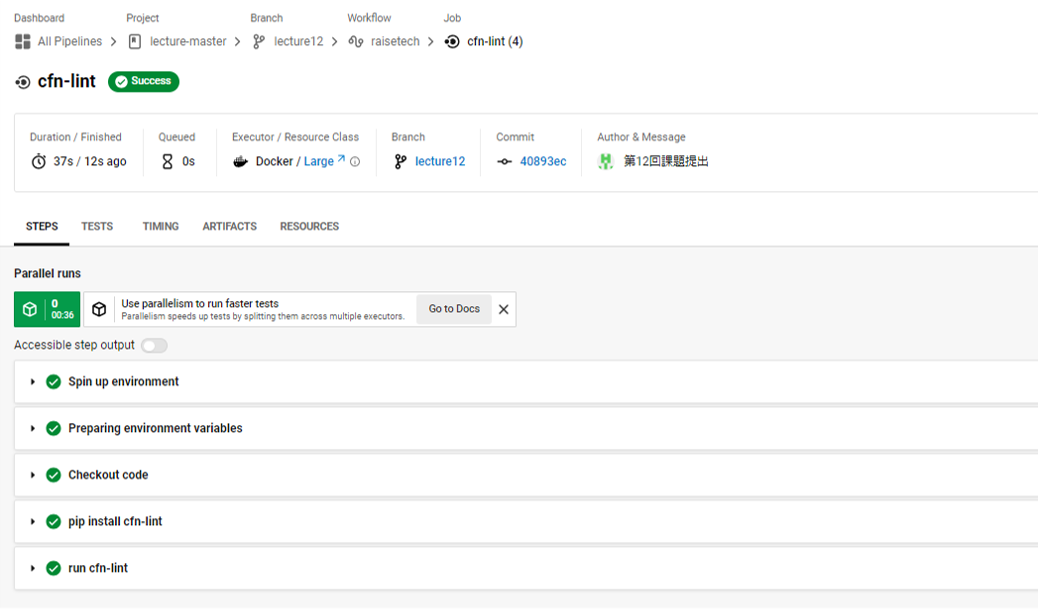 Dashboard Project Branch Workflow Job
All Pipelines lecture-master lecture12 raisetech cfn-lint (4)
cfn-lint Success
Duration / Finished Queued Executor / Resource Class Branch Commit Author & Message
37s / 12s ago 0s Docker / Large lecture12 40893ec 第12回課題提出
STEPS TESTS TIMING ARTIFACTS RESOURCES
Parallel runs
0
00:36
Use parallelism to run faster tests
Parallelism speeds up tests by splitting them across multiple executors.
Go to Docs
Accessible step output
Spin up environment
Preparing environment variables
Checkout code
pip install cfn-lint
run cfn-lint